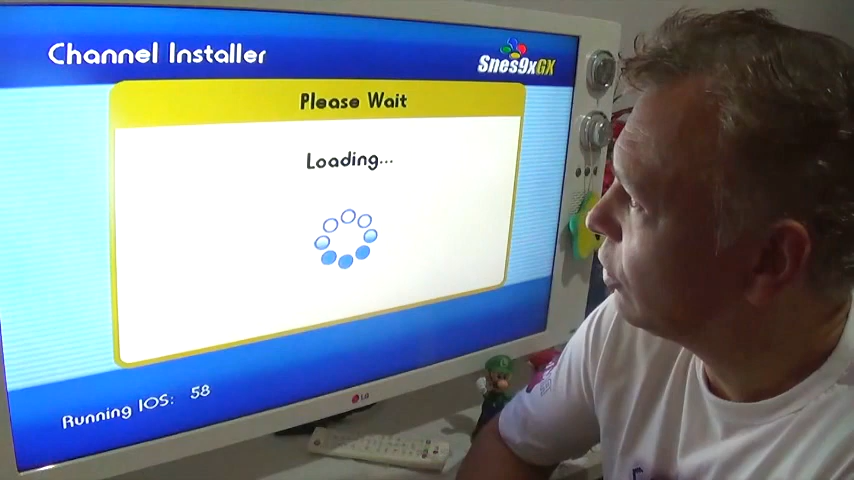 Channel Installer
Snes9xGX
Please Wait
Loading...
Running IOS: 58
LG